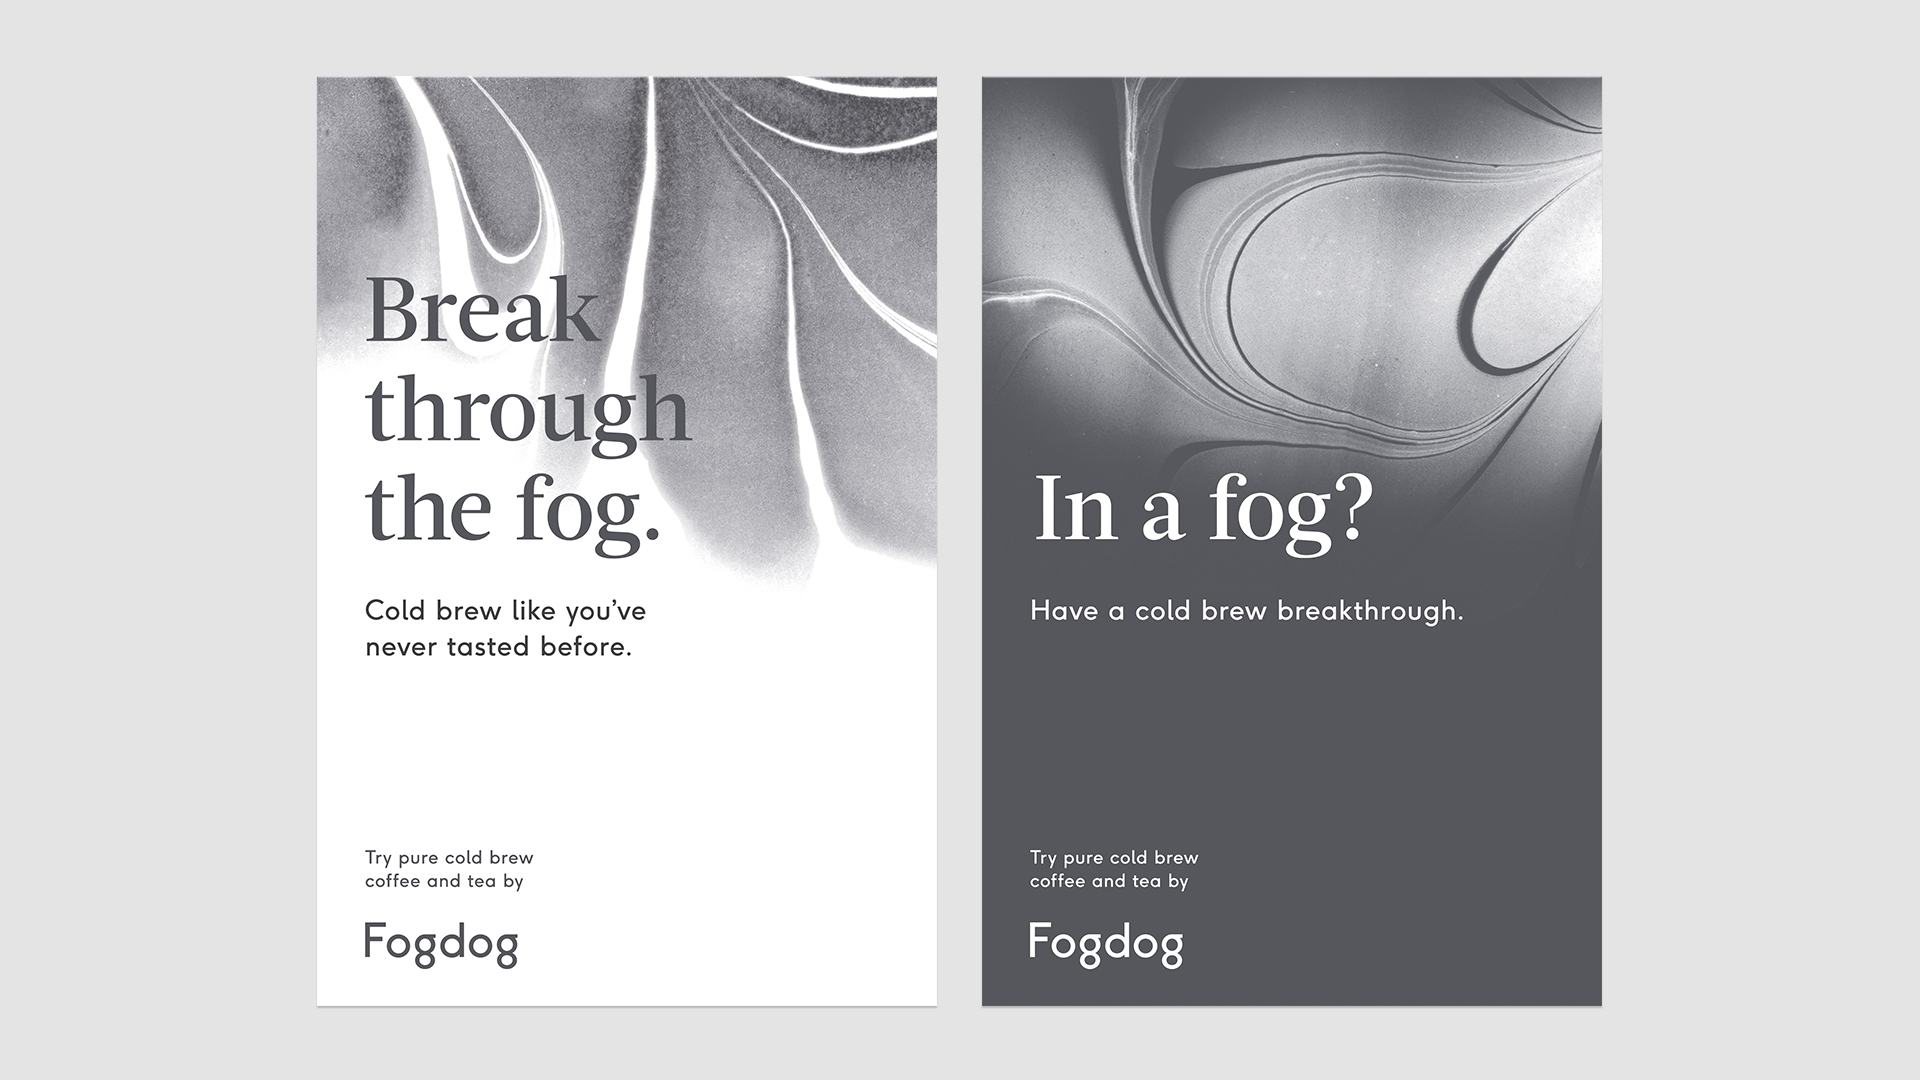 Break
through
the fog.
Cold brew like you’ve
never tasted before.
Try pure cold brew
coffee and tea by
Fogdog
In a fog?
Have a cold brew breakthrough.
Try pure cold brew
coffee and tea by
Fogdog